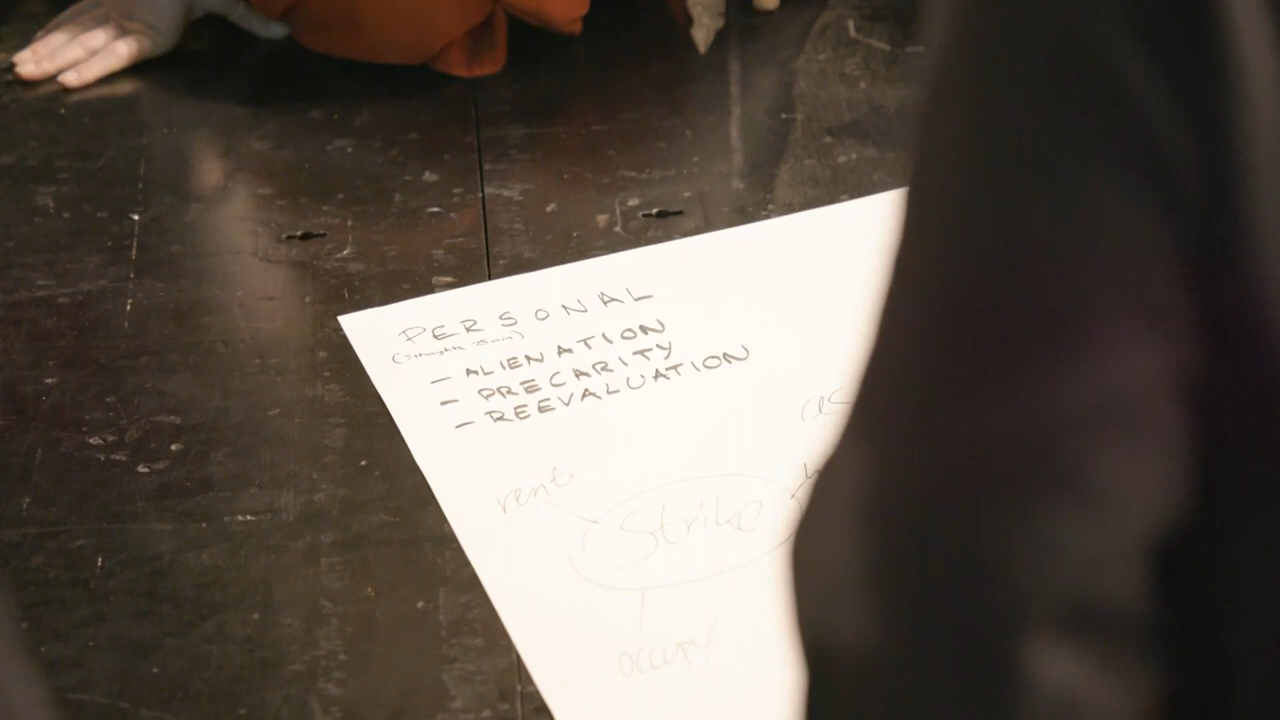 PERSONAL
- ALIENATION
- PRECARITY
- REEVALUATION
rent
Strike
OCCUPY